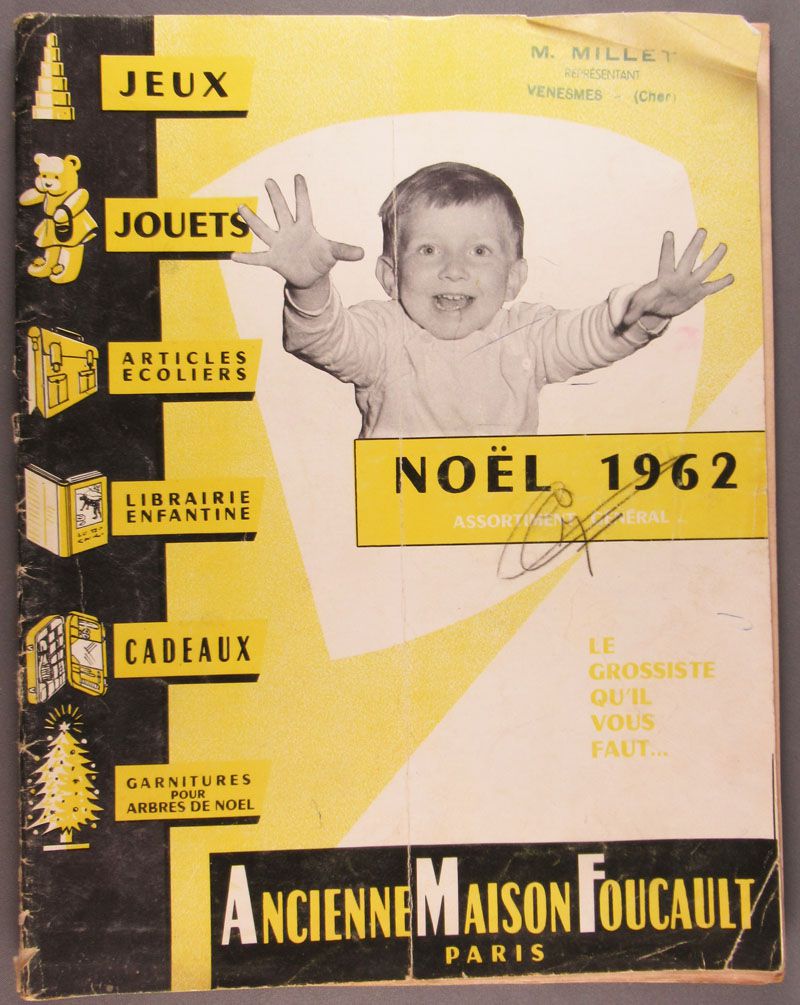 M. MILLET
REPRÉSENTANT
VENESMES - (Cher)
JEUX
JOUETS
ARTICLES
ECOLIERS
LIBRAIRIE
ENFANTINE
CADEAUX
GARNITURES
POUR
ARBRES DE NOEL
NOËL 1962
ASSORTIMENT GÉNÉRAL
LE
GROSSISTE
QU'IL
VOUS
FAUT...
ANCIENNE MAISON FOUCAULT
PARIS